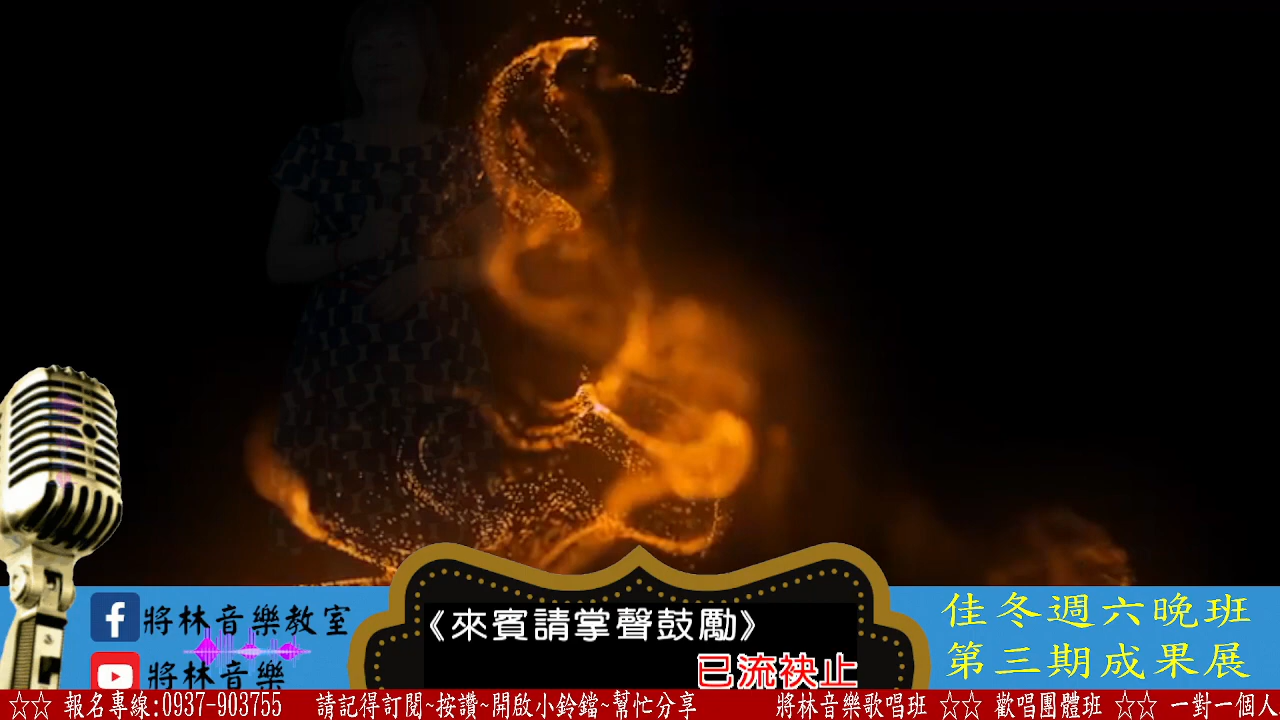 將林音樂教室
將林音樂
《來賓請掌聲鼓勵》
已流袂止
佳冬週六晚班
第三期成果展
☆☆ 報名專線:0937-903755 請記得訂閱~按讚~開啟小鈴鐺~幫忙分享 將林音樂歌唱班 ☆☆ 歡唱團體班 ☆☆ 一對一個人